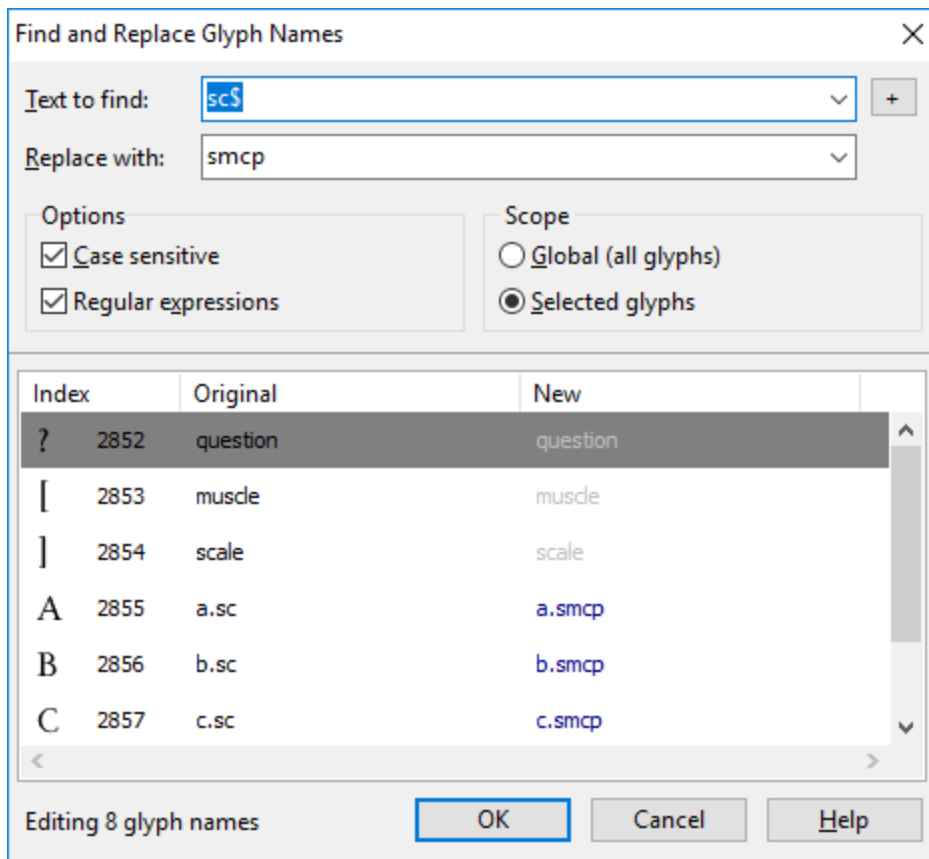 Find and Replace Glyph Names
Text to find: sc$ +
Replace with: smcp
Options Scope
Case sensitive Global (all glyphs)
Regular expressions Selected glyphs
Index Original New
? 2852 question question
[ 2853 muscle muscle
] 2854 scale scale
A 2855 a.sc a.smcp
B 2856 b.sc b.smcp
C 2857 c.sc c.smcp
Editing 8 glyph names OK Cancel Help